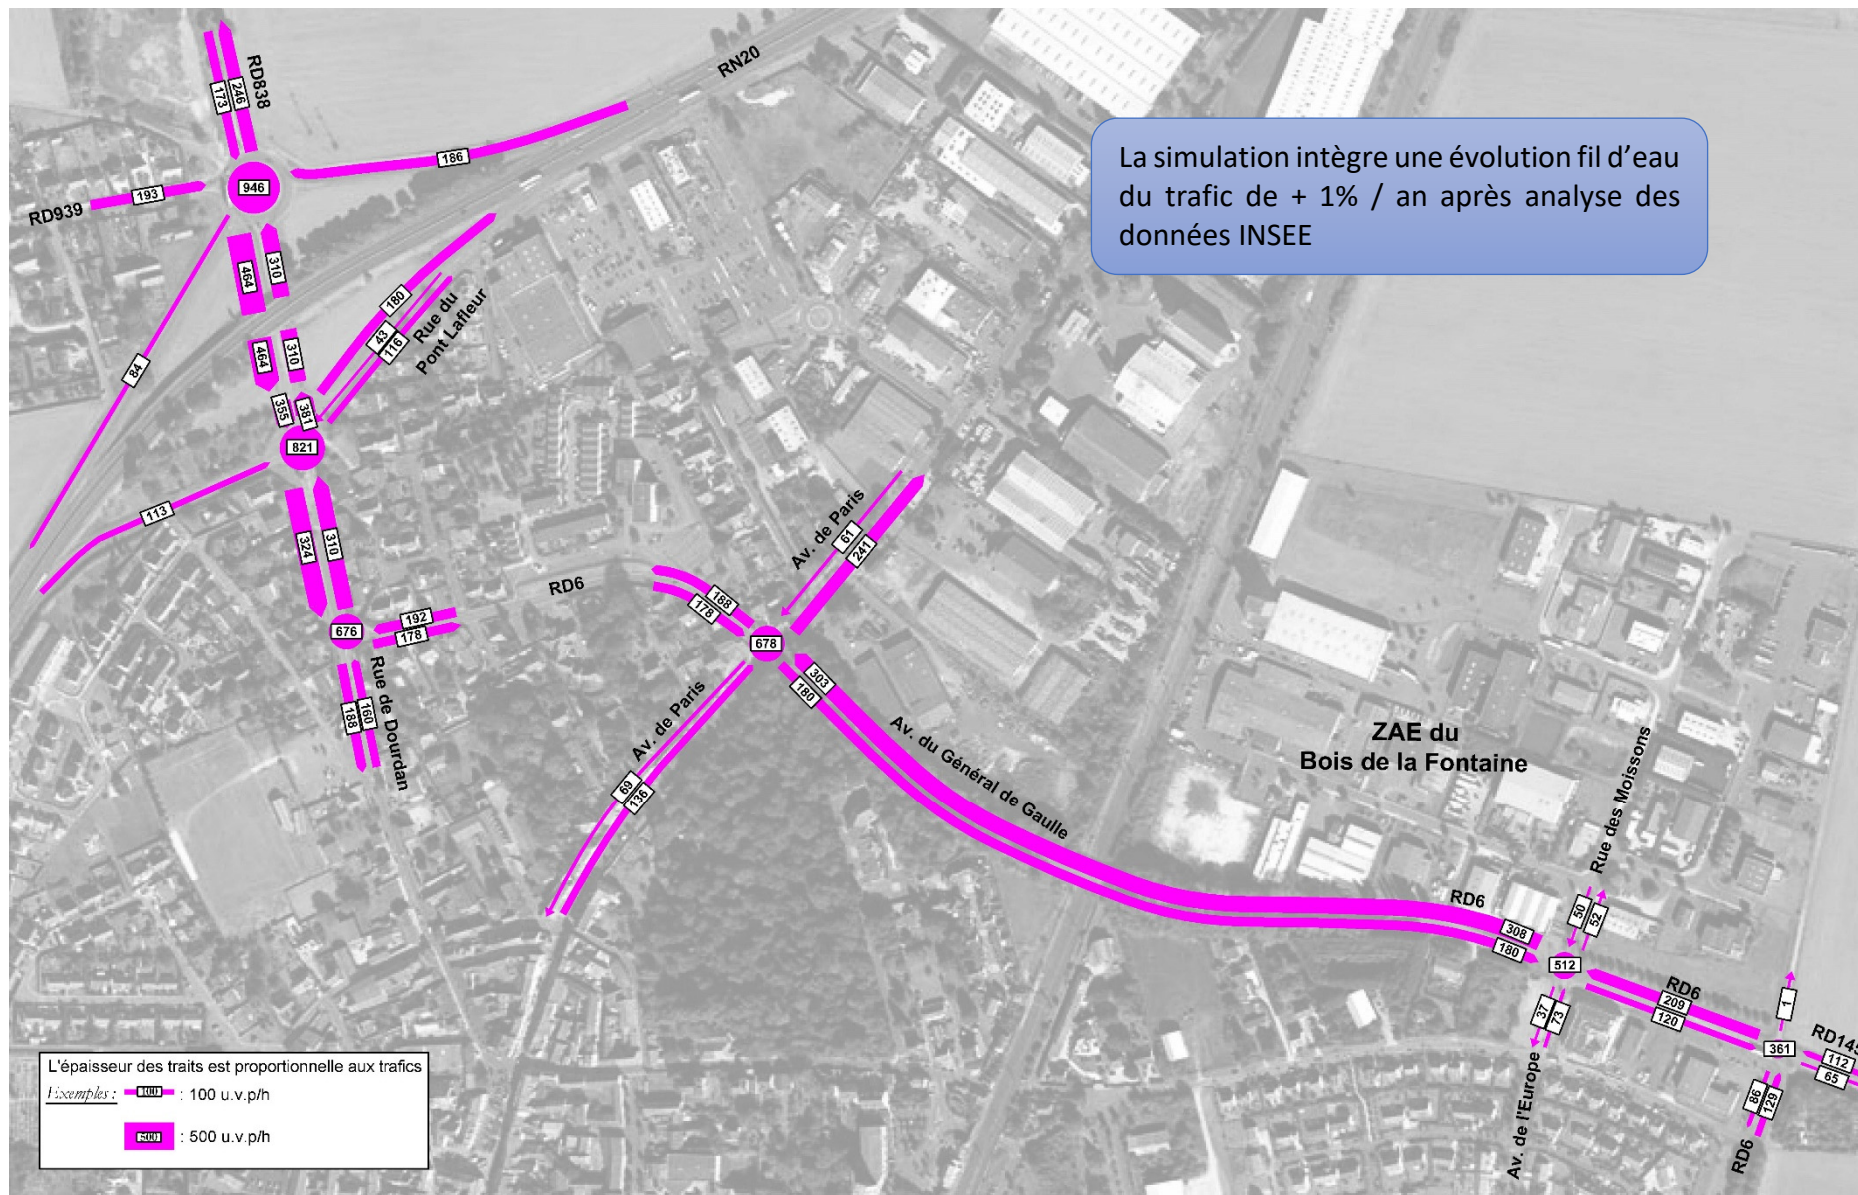 RD838
173
246
RN20
186
946
193
RD939
La simulation intègre une évolution fil d'eau
du trafic de + 1% / an après analyse des
données INSEE
464
310
180
43
116
Rue du
Pont Lafleur
464
310
84
355
381
821
113
324
310
Av. de Paris
61
241
RD6
188
178
192
178
676
678
Rue de Dourdan
188
160
303
180
Av. de Paris
69
136
Av. du Général de Gaulle
ZAE du
Bois de la Fontaine
Rue des Moissons
RD6
308
180
50
52
512
37
73
Av. de l'Europe
RD6
209
120
1
361
RD145
112
65
86
129
RD6
L'épaisseur des traits est proportionnelle aux trafics
Exemples :
100
: 100 u.v.p/h
500
: 500 u.v.p/h